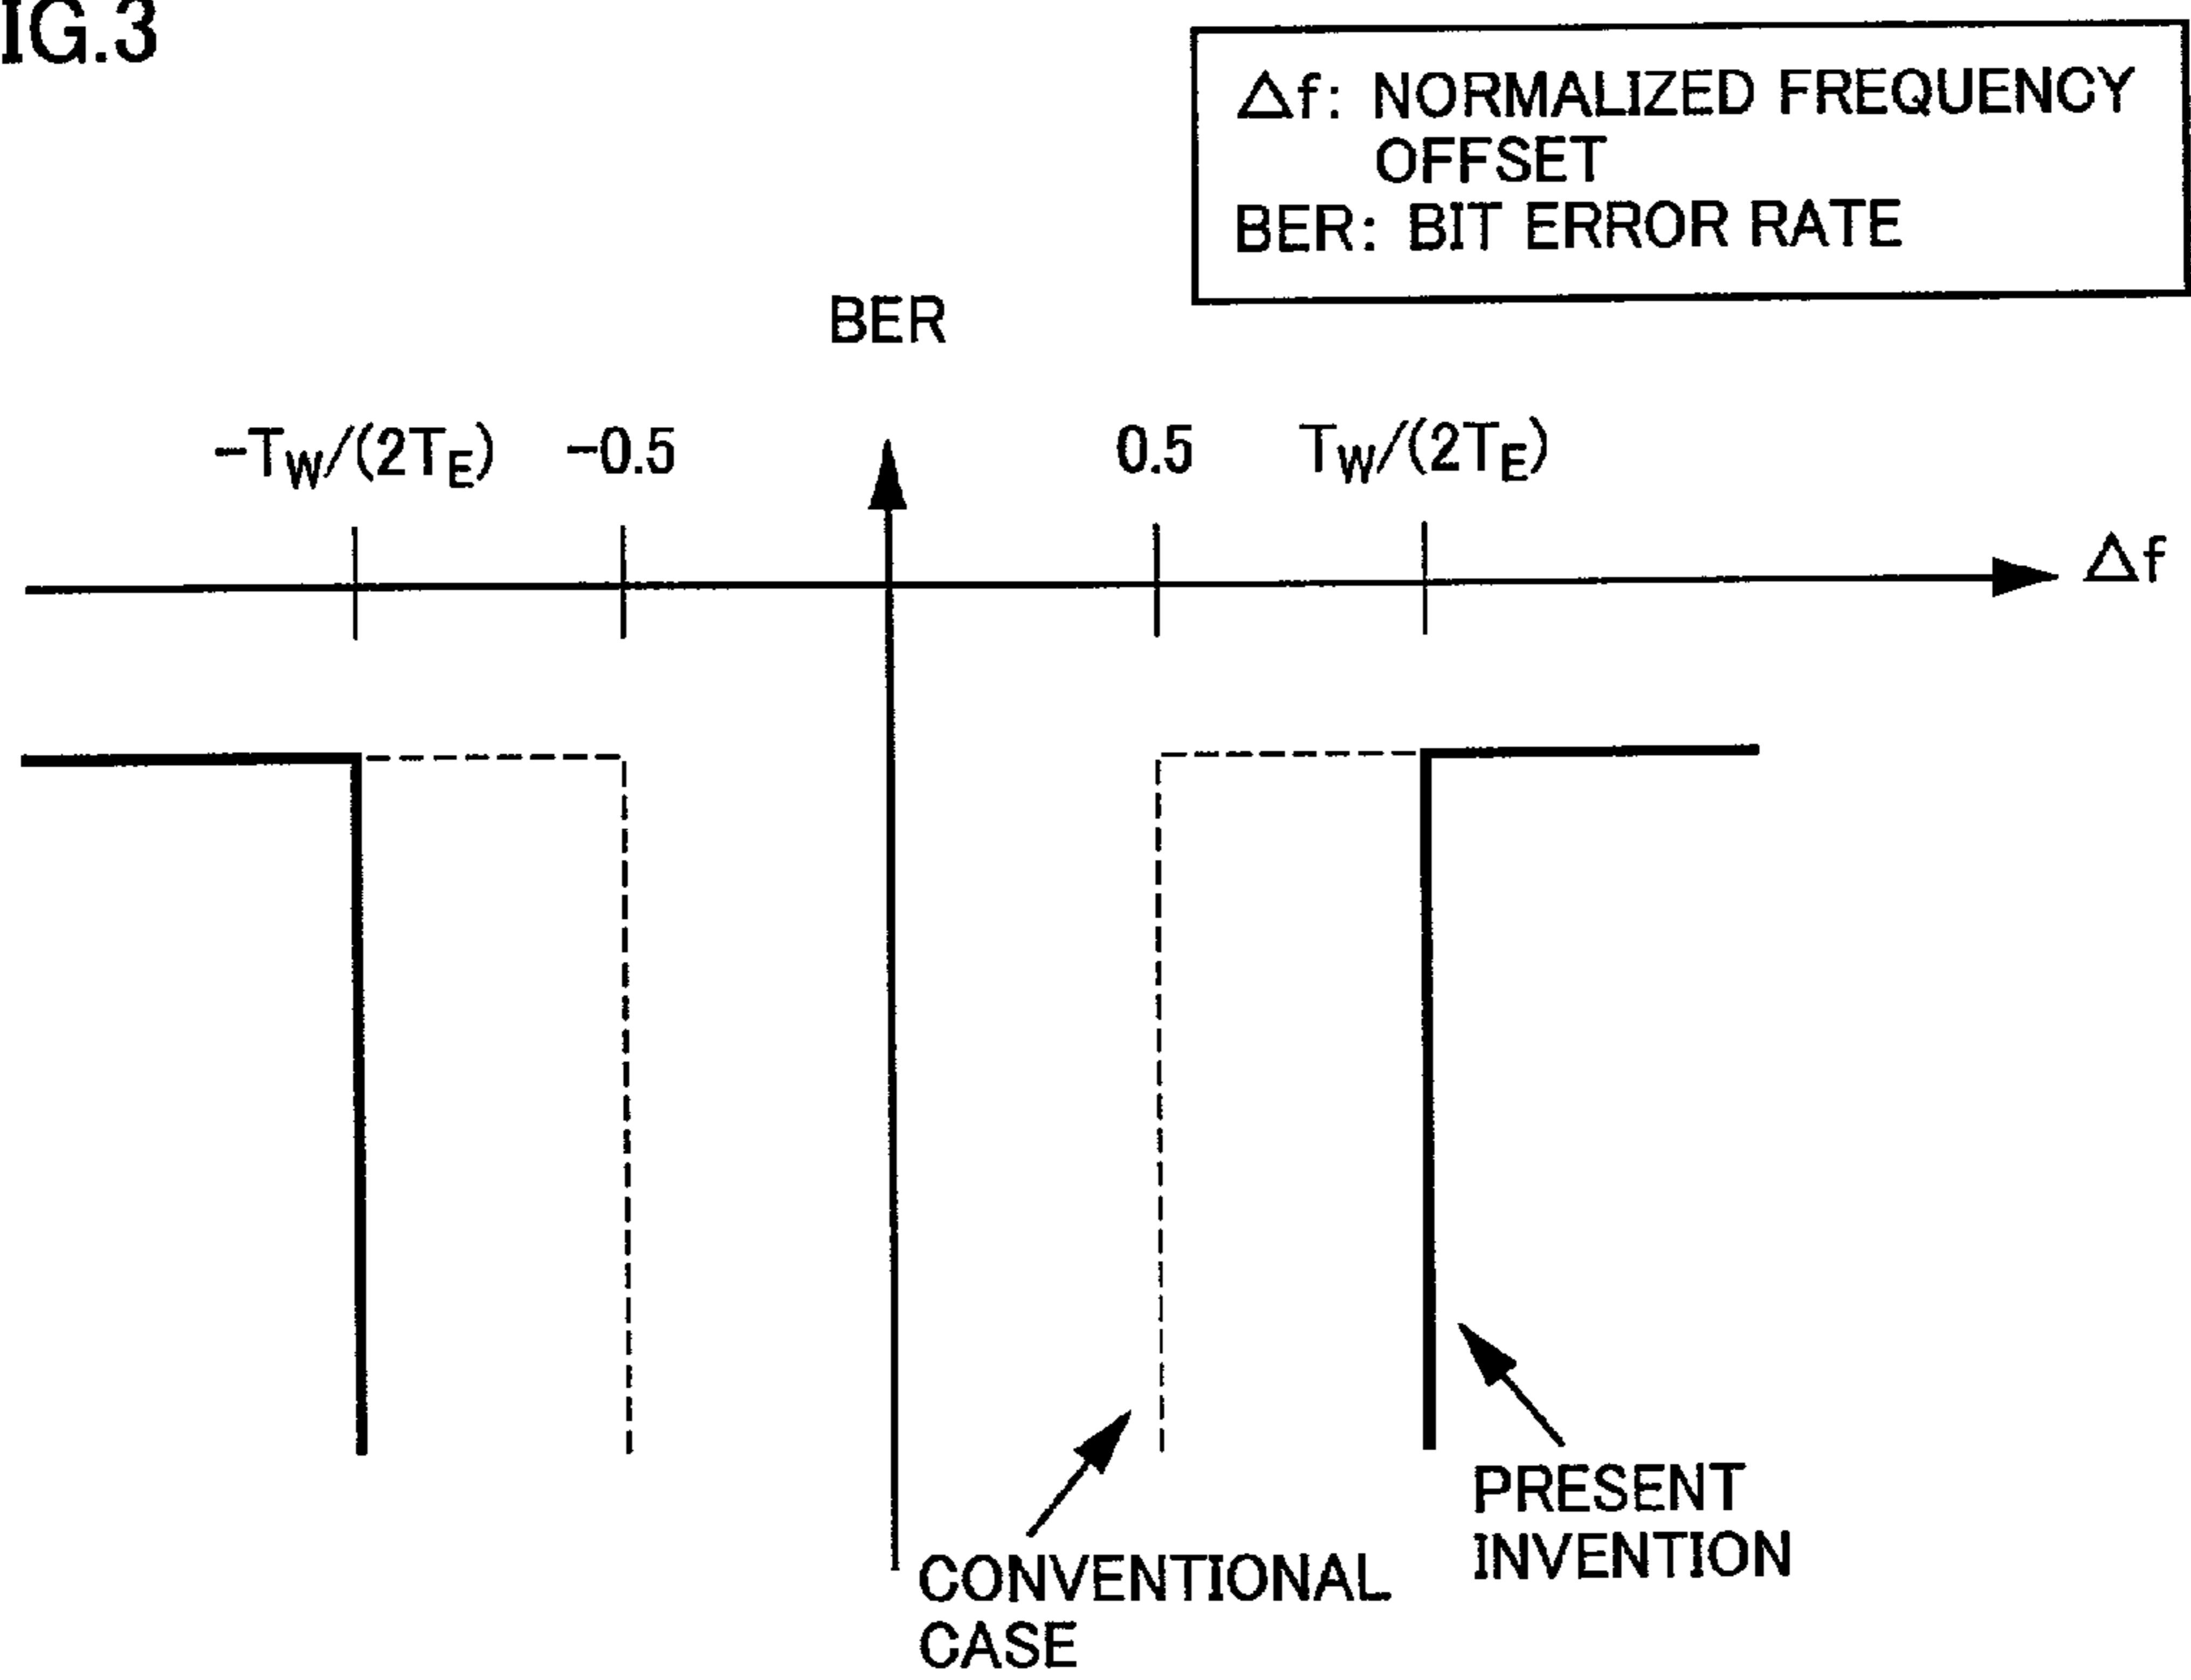 IG.3
Δf: NORMALIZED FREQUENCY
OFFSET
BER: BIT ERROR RATE
BER
-TW/(2TE) -0.5 0.5 TW/(2TE)
Δf
PRESENT
INVENTION
CONVENTIONAL
CASE